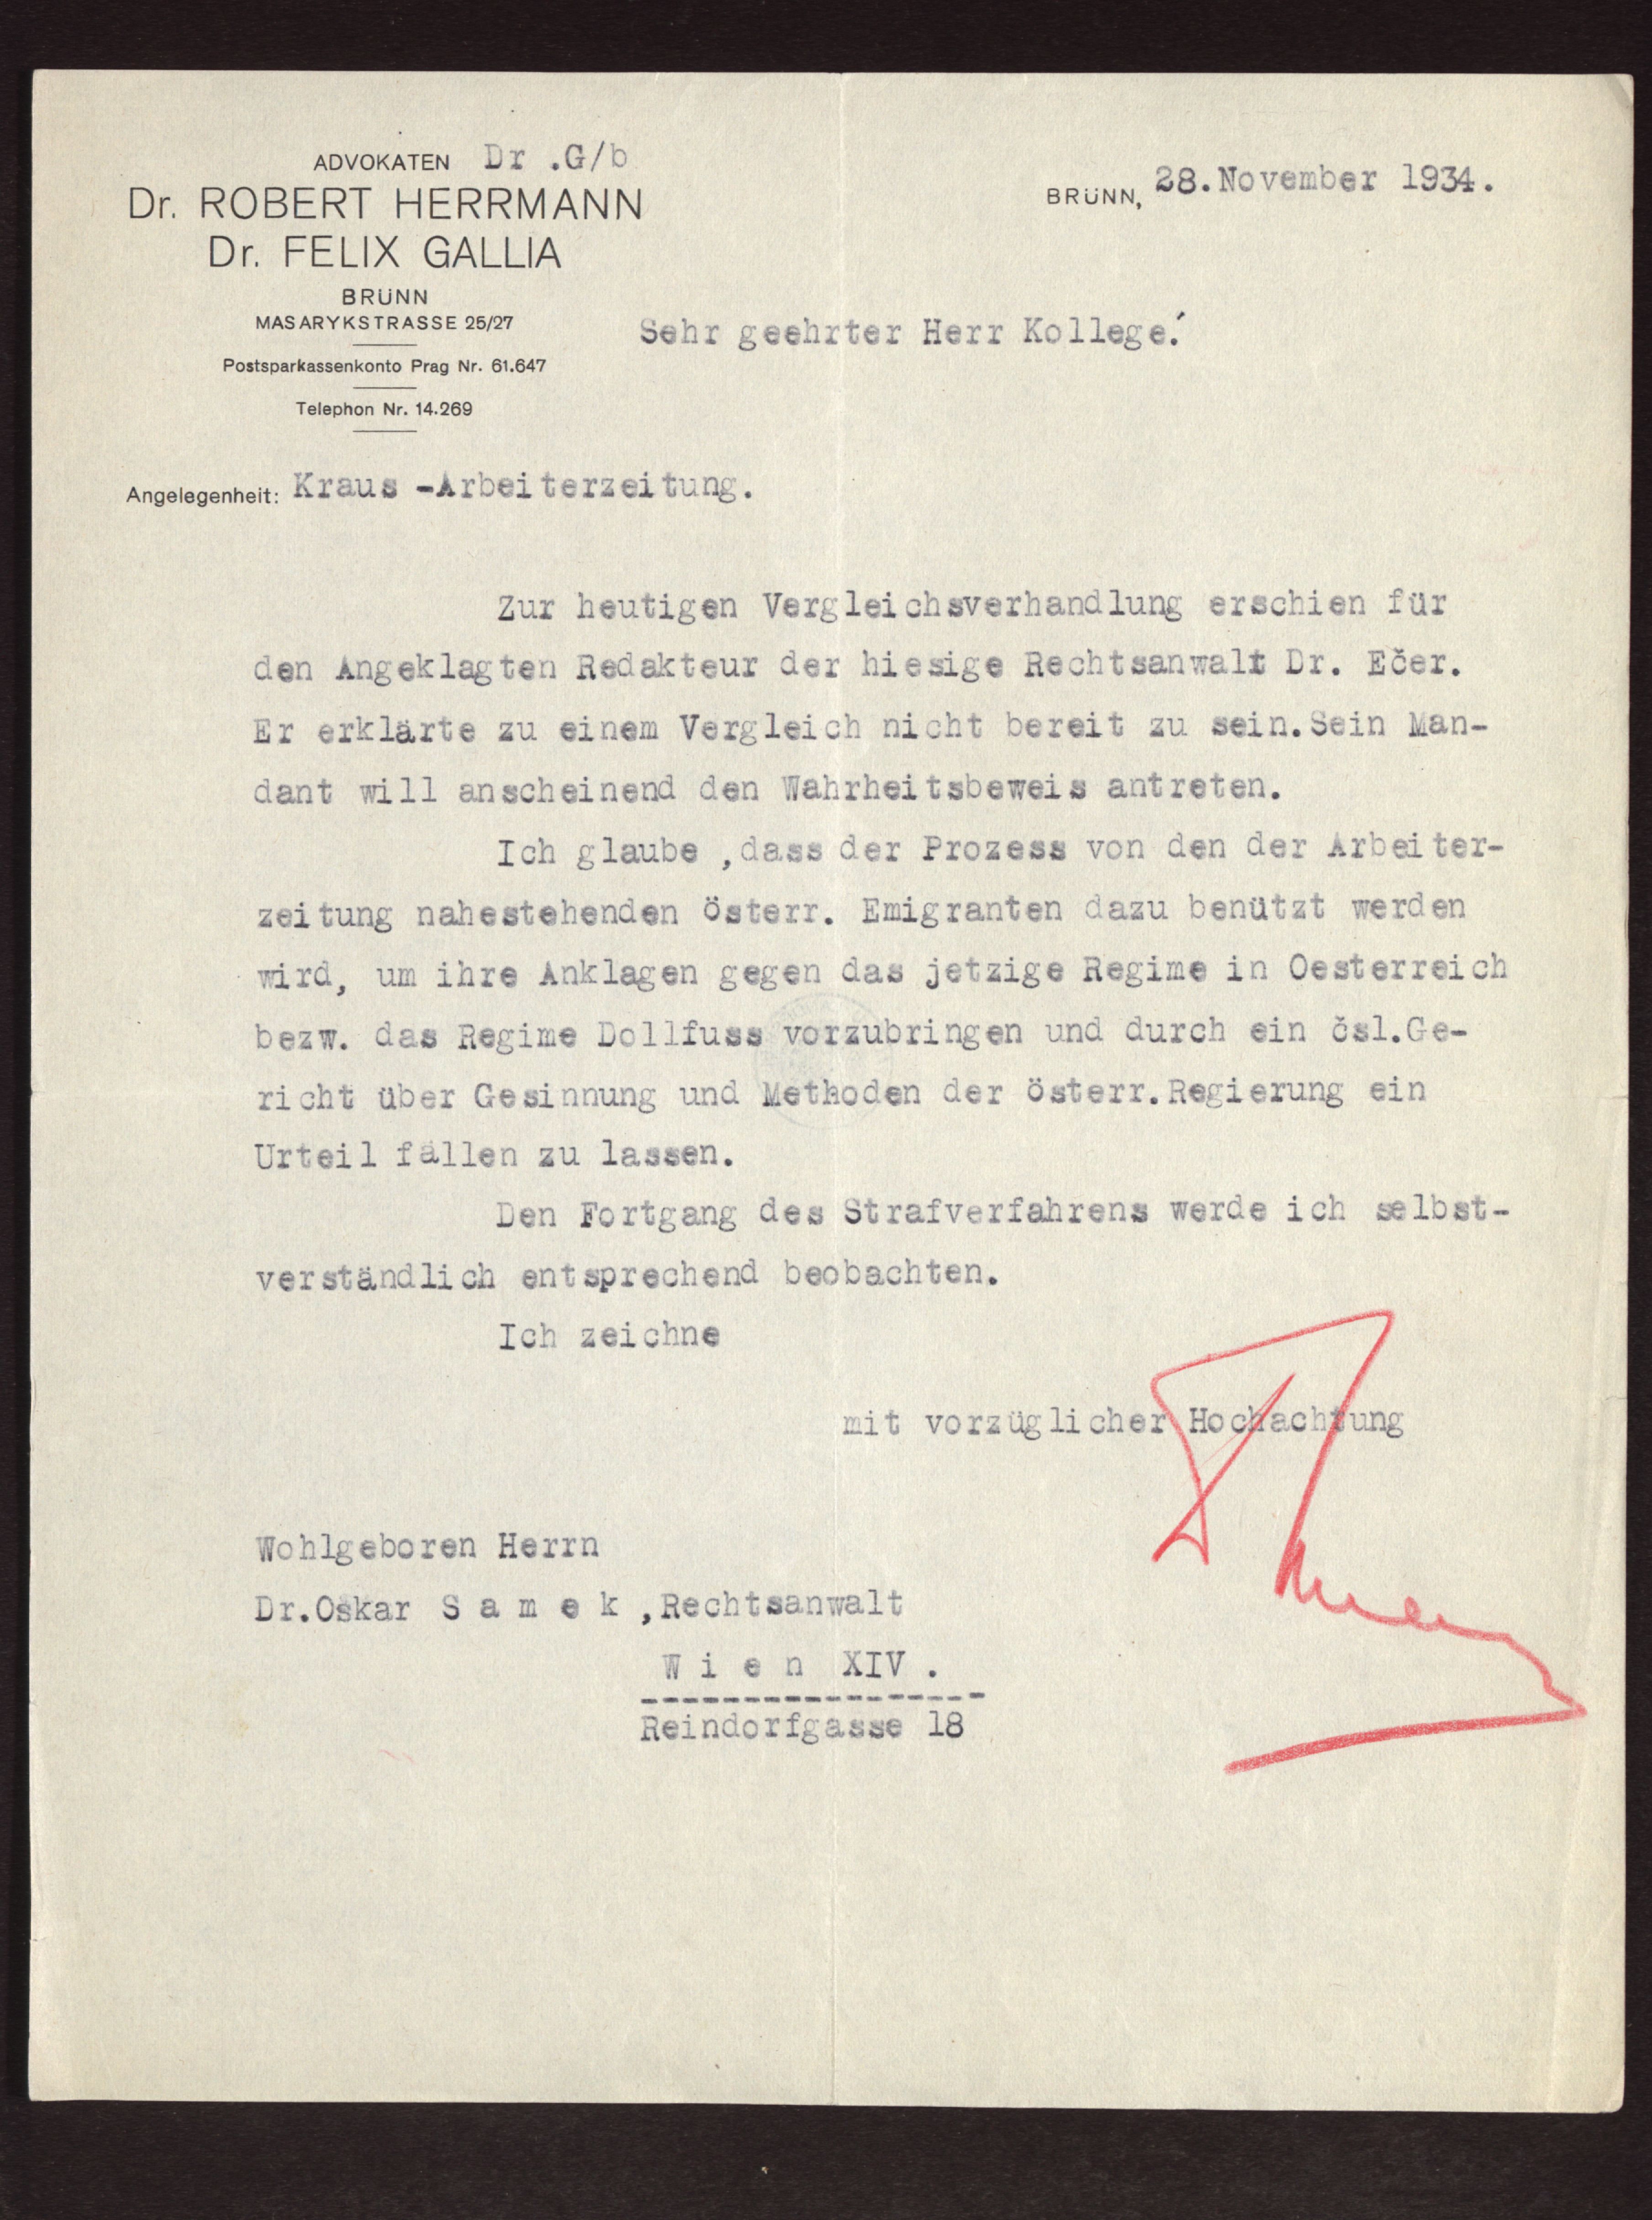 ADVOKATEN Dr .G/b
Dr. ROBERT HERRMANN
Dr. FELIX GALLIA
BRÜNN
MASARYKSTRASSE 25/27
Postsparkassenkonto Prag Nr. 61.647
Telephon Nr. 14.269
BRÜNN, 28.November 1934.
Sehr geehrter Herr Kollege!
Angelegenheit: Kraus -Arbeiterzeitung.
Zur heutigen Vergleichsverhandlung erschien für
den Angeklagten Redakteur der hiesige Rechtsanwalt Dr. Ečer.
Er erklärte zu einem Vergleich nicht bereit zu sein.Sein Man-
dant will anscheinend den Wahrheitsbeweis antreten.
Ich glaube ,dass der Prozess von den der Arbeiter-
zeitung nahestehenden österr. Emigranten dazu benützt werden
wird, um ihre Anklagen gegen das jetzige Regime in Oesterreich
bezw. das Regime Dollfuss vorzubringen und durch ein čsl.Ge-
richt über Gesinnung und Methoden der österr.Regierung ein
Urteil fällen zu lassen.
Den Fortgang des Strafverfahrens werde ich selbst-
verständlich entsprechend beobachten.
Ich zeichne
mit vorzüglicher Hochachtung
Wohlgeboren Herrn
Dr.Oskar S a m e k ,Rechtsanwalt
W i e n XIV .
Reindorfgasse 18